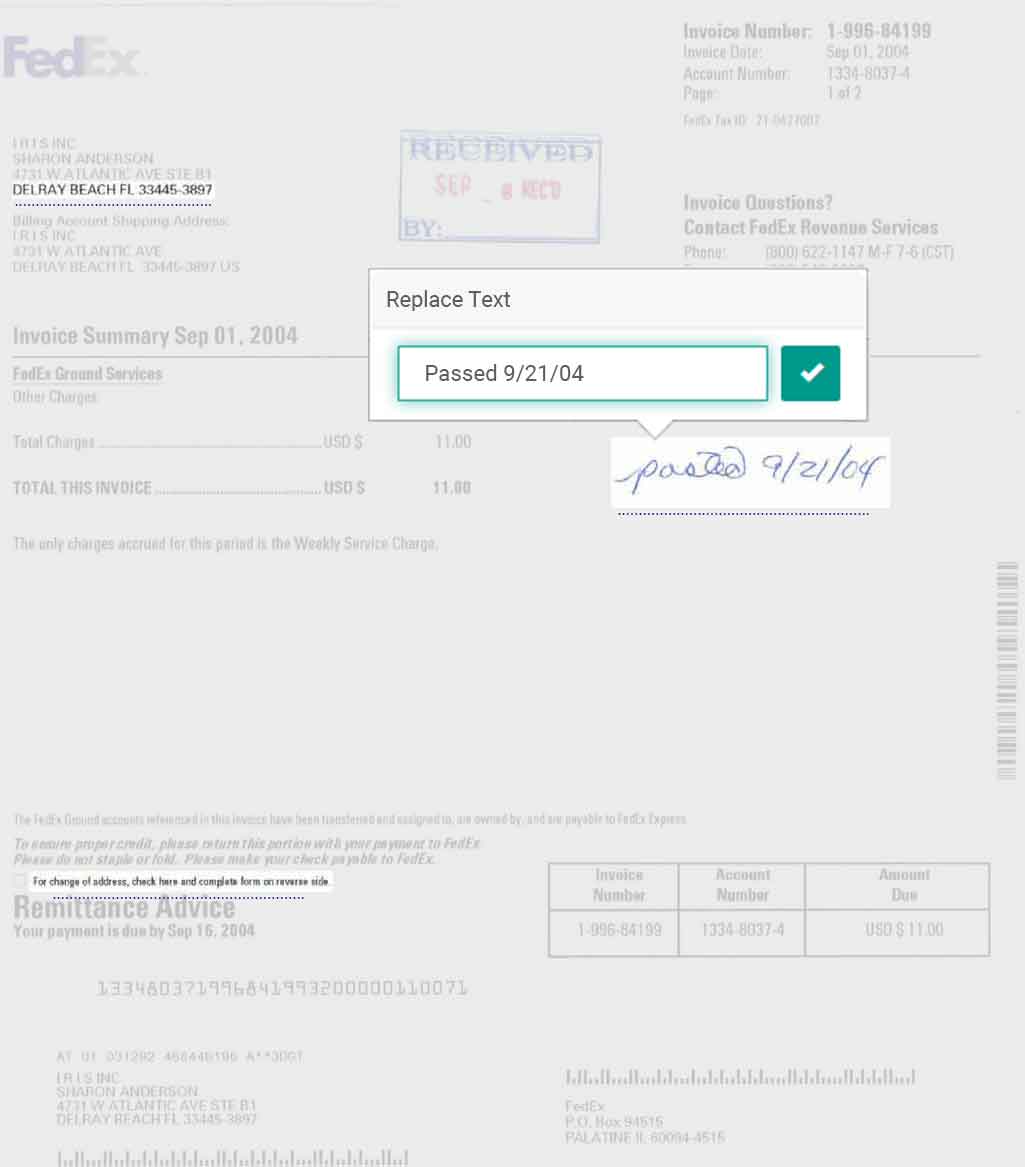 FedEx
Invoice Number: 1-996-84199
Invoice Date: Sep 01, 2004
Account Number: 1334-8037-4
Page: 1 of 2
FedEx Tax ID: 71-0427007
I R I S INC
SHARON ANDERSON
4731 W ATLANTIC AVE STE B1
DELRAY BEACH FL 33445-3897
RECEIVED
SEP _ 8 REC'D
BY:
Billing Account Shipping Address:
I R I S INC
4731 W ATLANTIC AVE
DELRAY BEACH FL 33445-3897 US
Invoice Questions?
Contact FedEx Revenue Services
Phone: (800) 622-1147 M-F 7-6 (CST)
Replace Text
Passed 9/21/04
Invoice Summary Sep 01, 2004
FedEx Ground Services
Other Charges:
Total Charges USD $ 11.00
posted 9/21/04
TOTAL THIS INVOICE USD $ 11.00
The only charges accrued for this period is the Weekly Service Charge.
The FedEx Ground accounts referenced in this invoice have been transferred and assigned to, are owned by, and are payable to FedEx Express.
To ensure proper credit, please return this portion with your payment to FedEx.
Please do not staple or fold. Please make your check payable to FedEx.
For change of address, check here and complete form on reverse side.
Remittance Advice
Your payment is due by Sep 16, 2004
Invoice Number Account Number Amount Due
1-996-84199 1334-8037-4 USD $ 11.00
133480371996841993200000110071
AT 01 031292 468448196 A**3DGT
I R I S INC
SHARON ANDERSON
4731 W ATLANTIC AVE STE B1
DELRAY BEACH FL 33445-3897
FedEx
P.O. Box 94515
PALATINE IL 60094-4515